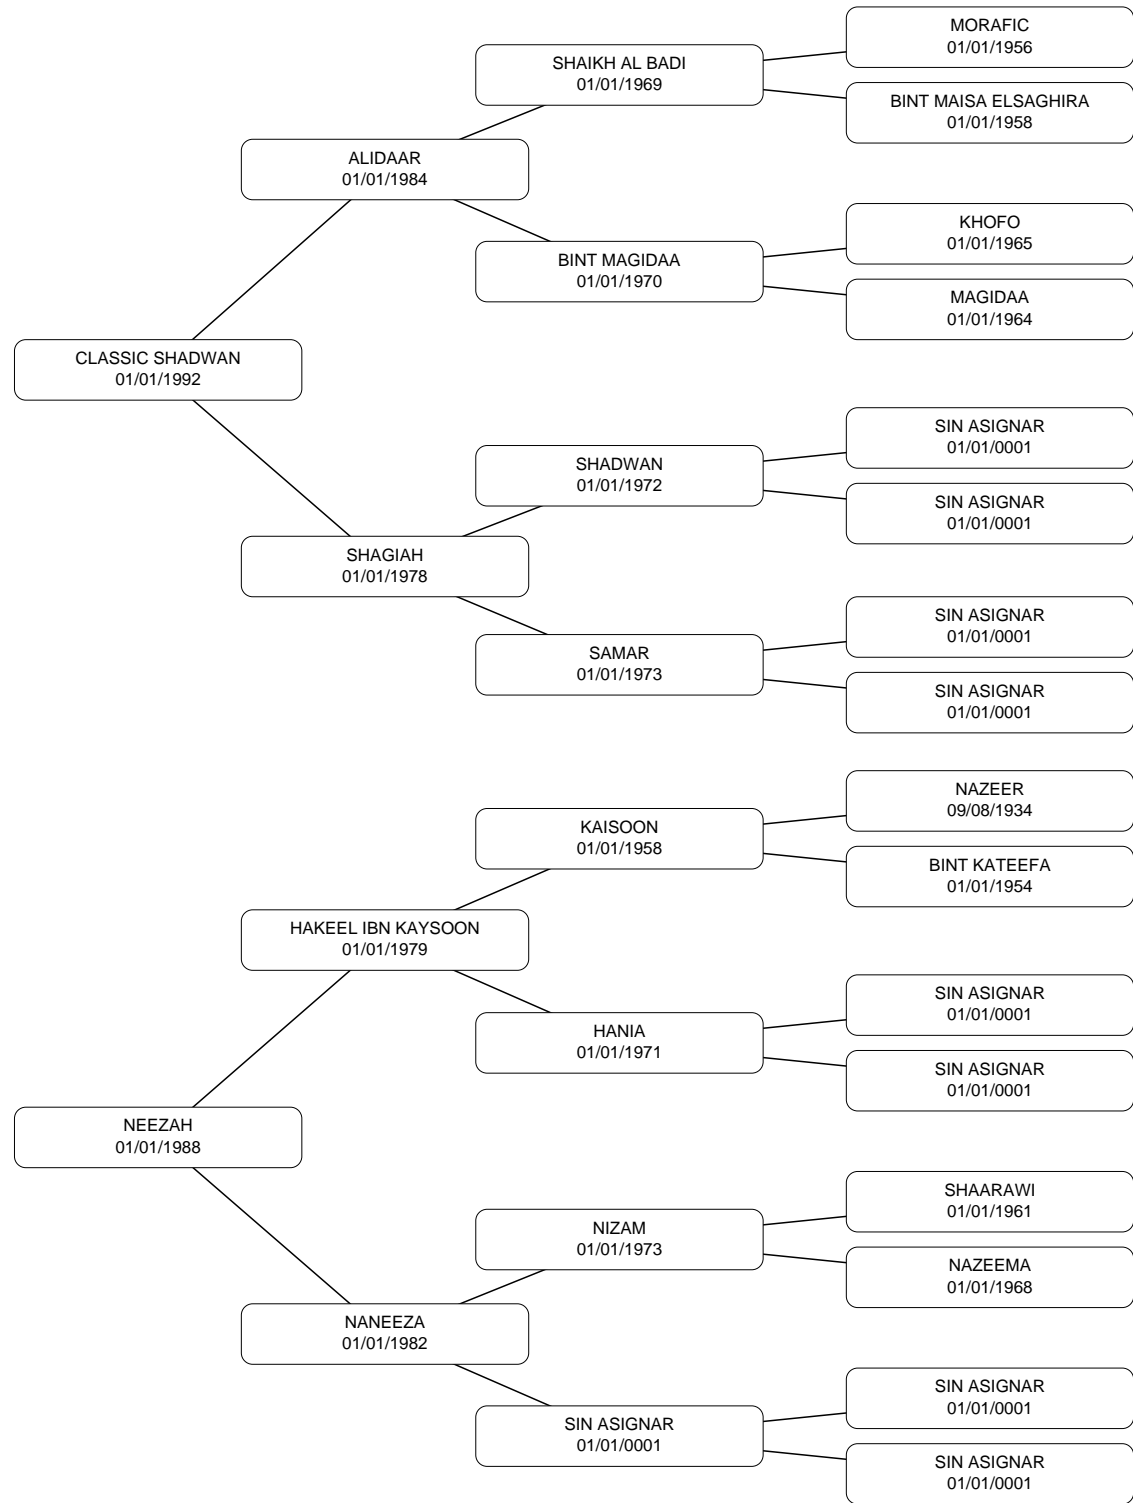 MORAFIC
01/01/1956
SHAIKH AL BADI
01/01/1969
BINT MAISA ELSAGHIRA
01/01/1958
ALIDAAR
01/01/1984
KHOFO
01/01/1965
BINT MAGIDAA
01/01/1970
MAGIDAA
01/01/1964
CLASSIC SHADWAN
01/01/1992
SIN ASIGNAR
01/01/0001
SHADWAN
01/01/1972
SIN ASIGNAR
01/01/0001
SHAGIAH
01/01/1978
SIN ASIGNAR
01/01/0001
SAMAR
01/01/1973
SIN ASIGNAR
01/01/0001
NAZEER
09/08/1934
KAISOON
01/01/1958
BINT KATEEFA
01/01/1954
HAKEEL IBN KAYSOON
01/01/1979
SIN ASIGNAR
01/01/0001
HANIA
01/01/1971
SIN ASIGNAR
01/01/0001
NEEZAH
01/01/1988
SHAARAWI
01/01/1961
NIZAM
01/01/1973
NAZEEMA
01/01/1968
NANEEZA
01/01/1982
SIN ASIGNAR
01/01/0001
SIN ASIGNAR
01/01/0001
SIN ASIGNAR
01/01/0001